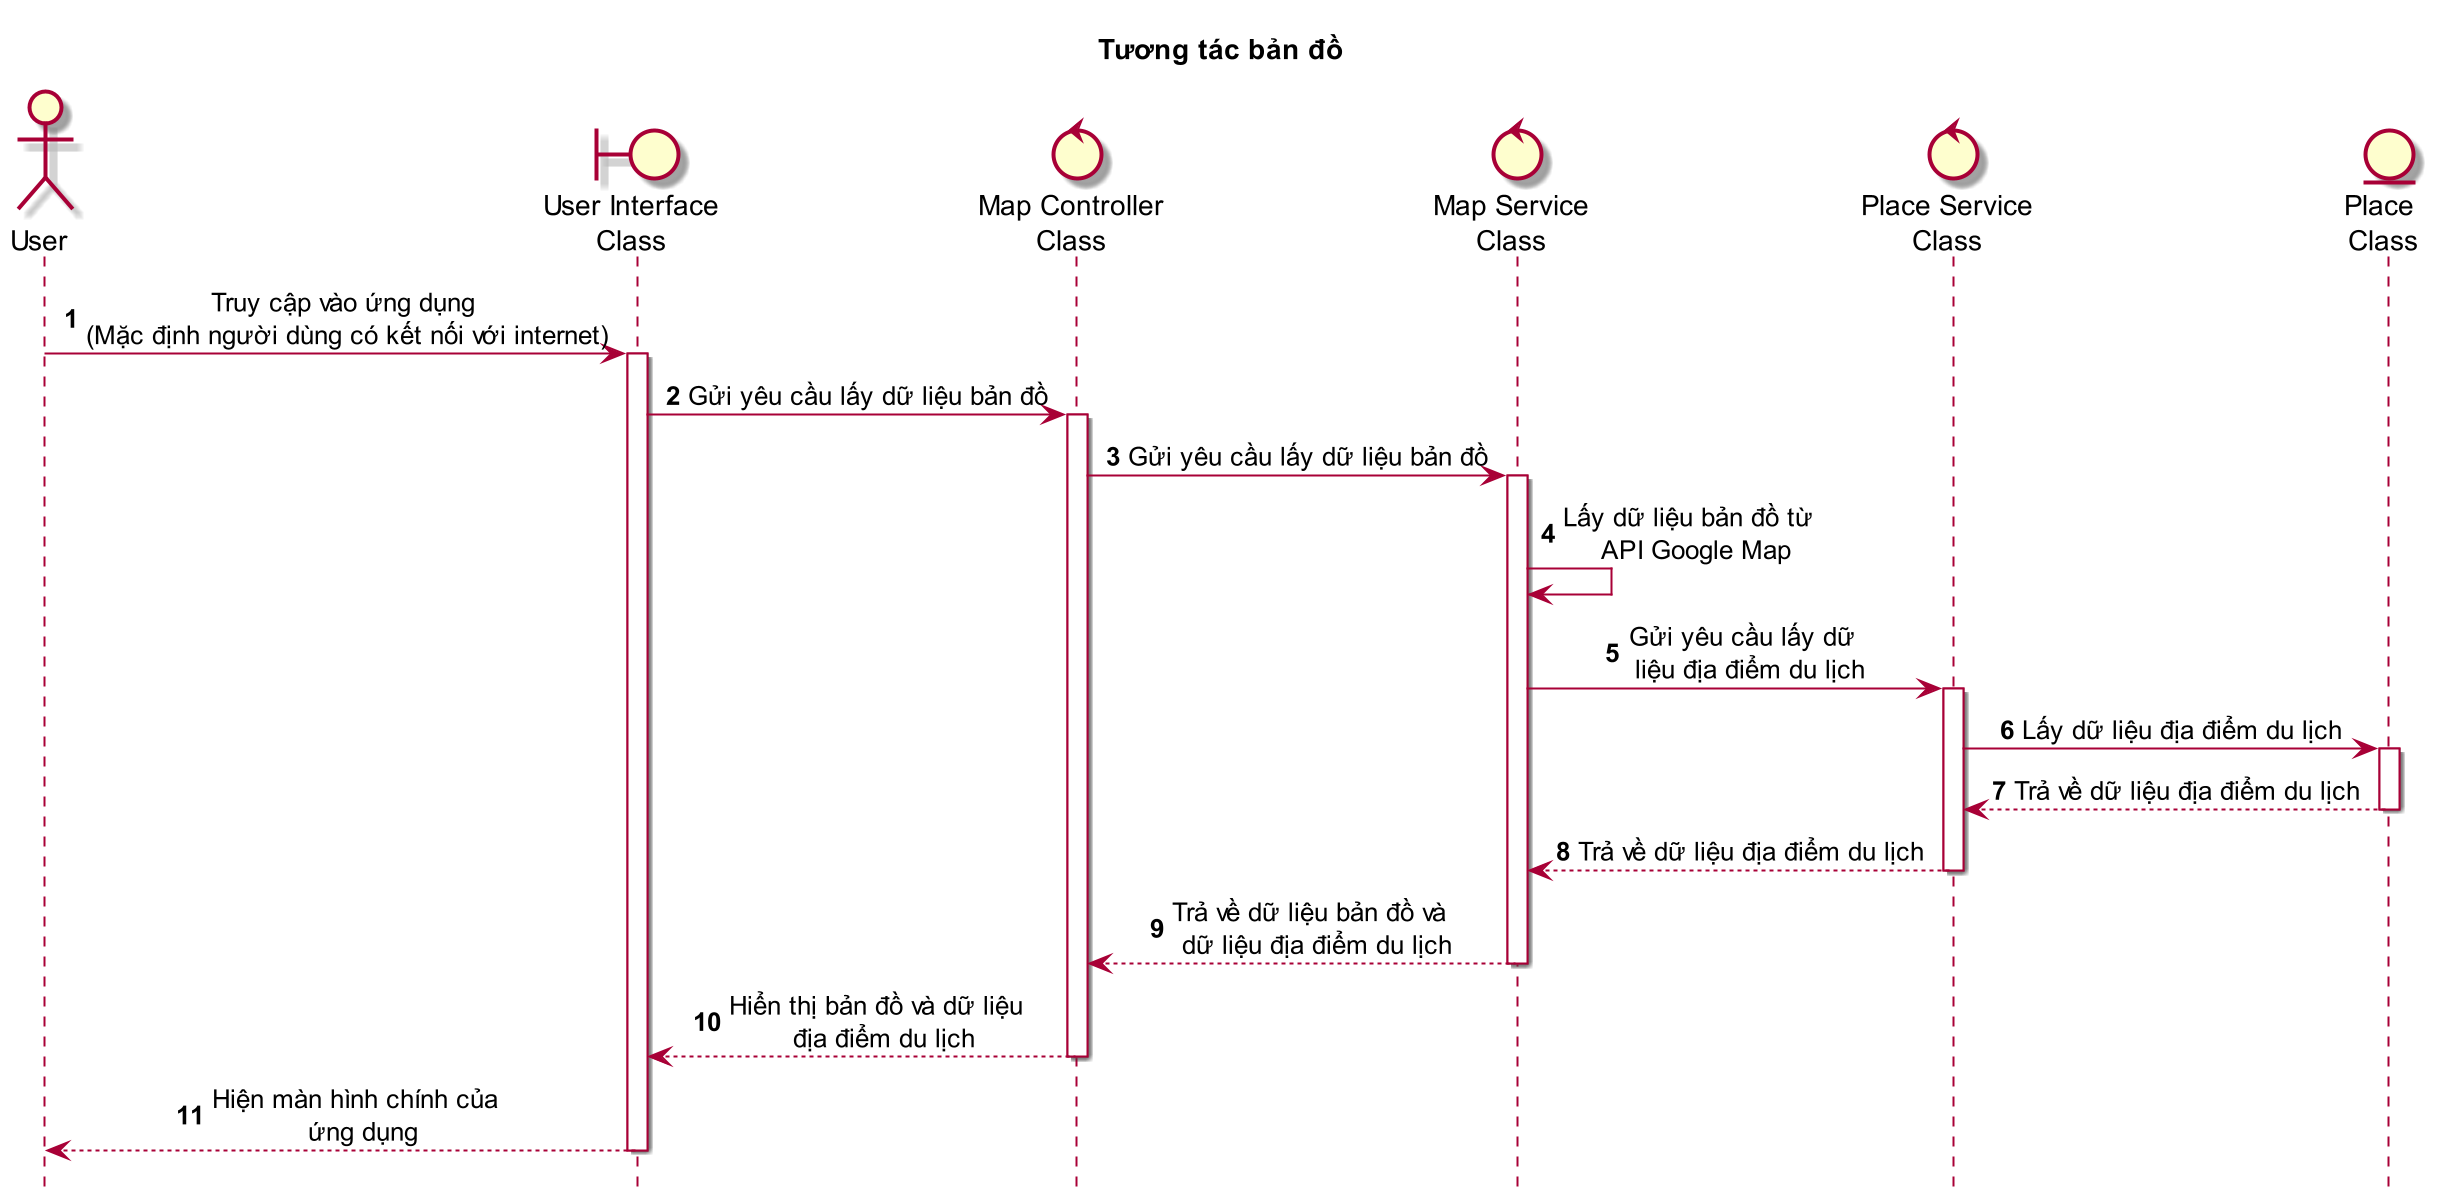 Tương tác bản đồ
User
User Interface
Class
Map Controller
Class
Map Service
Class
Place Service
Class
Place
Class
1 Truy cập vào ứng dụng
(Mặc định người dùng có kết nối với internet)
2 Gửi yêu cầu lấy dữ liệu bản đồ
3 Gửi yêu cầu lấy dữ liệu bản đồ
4 Lấy dữ liệu bản đồ từ
API Google Map
5 Gửi yêu cầu lấy dữ
liệu địa điểm du lịch
6 Lấy dữ liệu địa điểm du lịch
7 Trả về dữ liệu địa điểm du lịch
8 Trả về dữ liệu địa điểm du lịch
9 Trả về dữ liệu bản đồ và
dữ liệu địa điểm du lịch
10 Hiển thị bản đồ và dữ liệu
địa điểm du lịch
11 Hiện màn hình chính của
ứng dụng